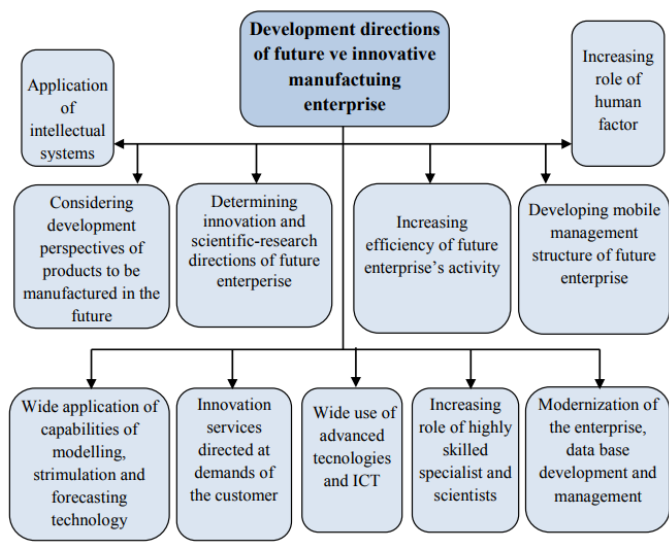 Development directions
of future ve innovative
manufactuing
enterprise
Application
of
intellectual
systems
Increasing
role of
human
factor
Considering
development
perspectives of
products to be
manufactured in the
future
Determining
innovation and
scientific-research
directions of future
enterperise
Increasing
efficiency of future
enterprise’s activity
Developing mobile
management
structure of future
enterprise
Wide application of
capabilities of
modelling,
strimulation and
forecasting
technology
Innovation
services
directed at
demands of
the customer
Wide use of
advanced
tecnologies
and ICT
Increasing
role of highly
skilled
specialist and
scientists
Modernization of
the enterprise,
data base
development and
management